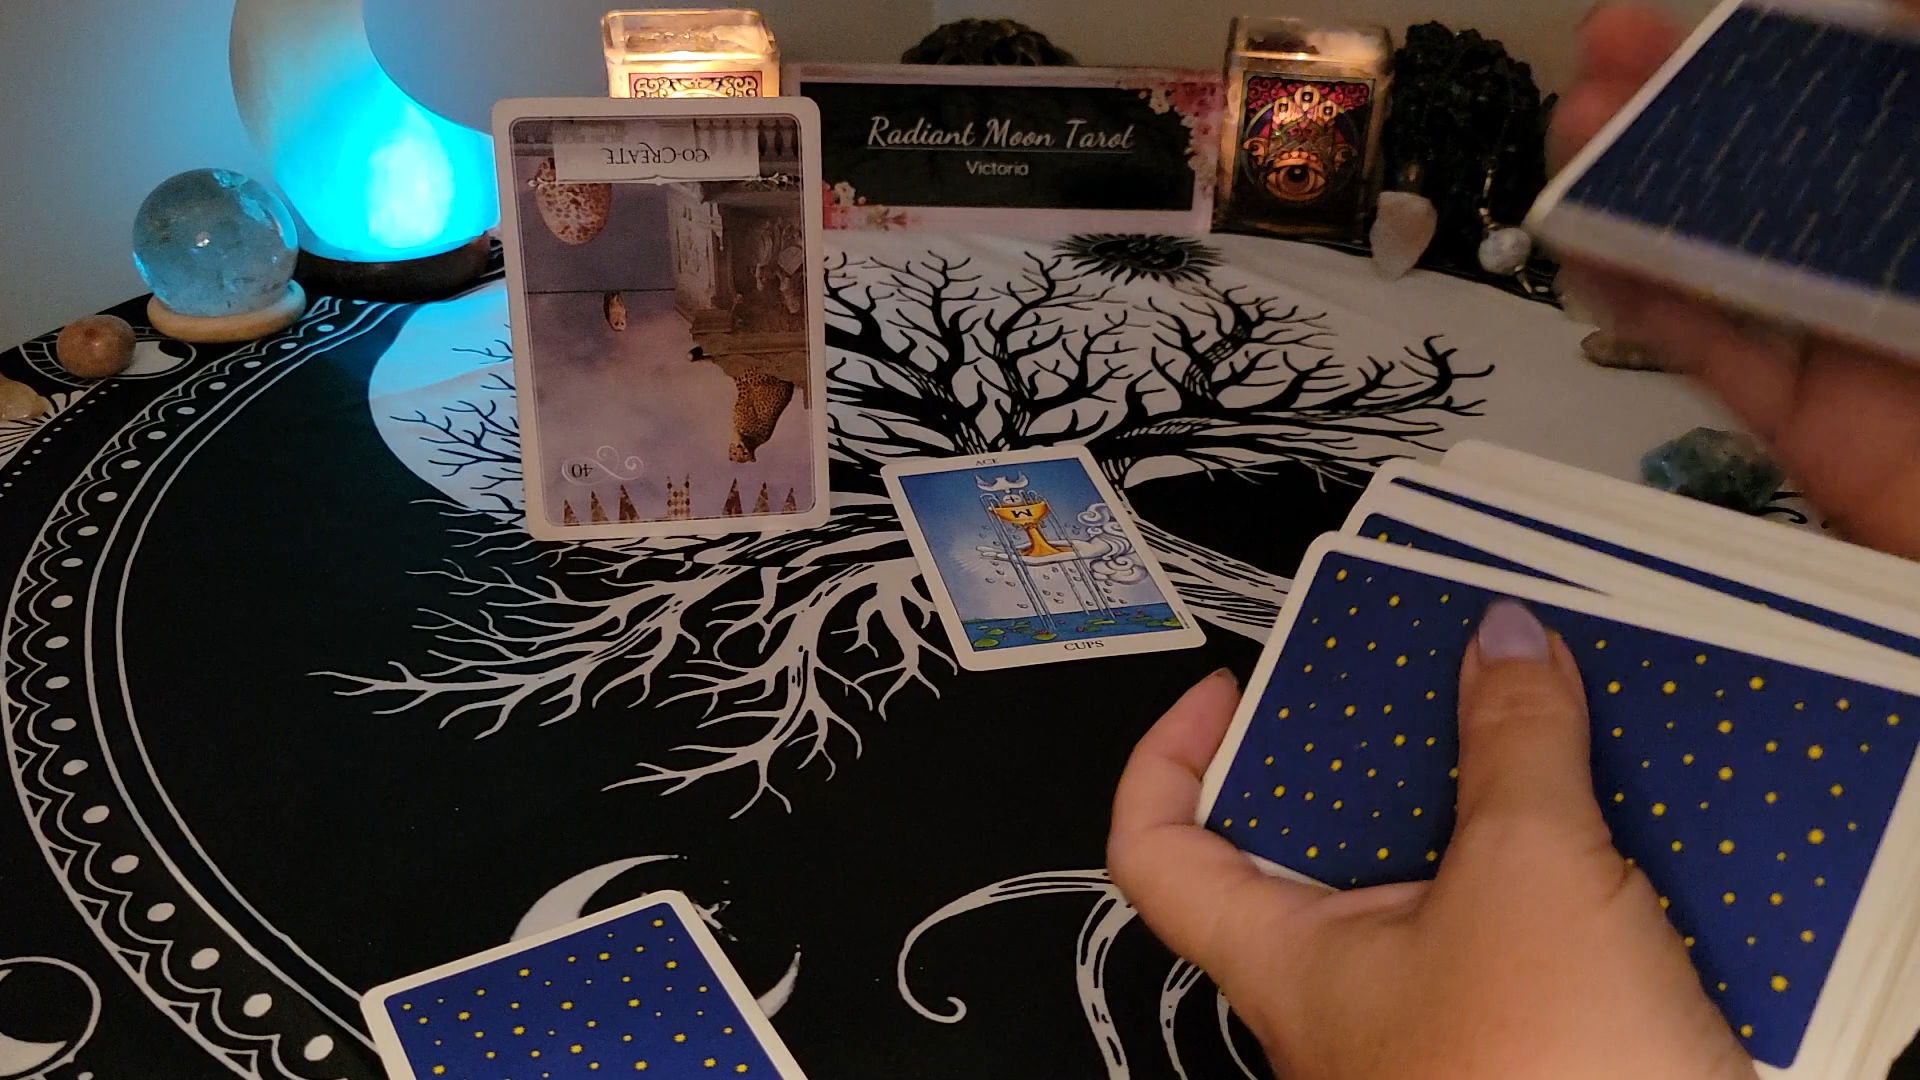 Radiant Moon Tarot
Victoria
CO-CREATE
40
ACE
M
CUPS